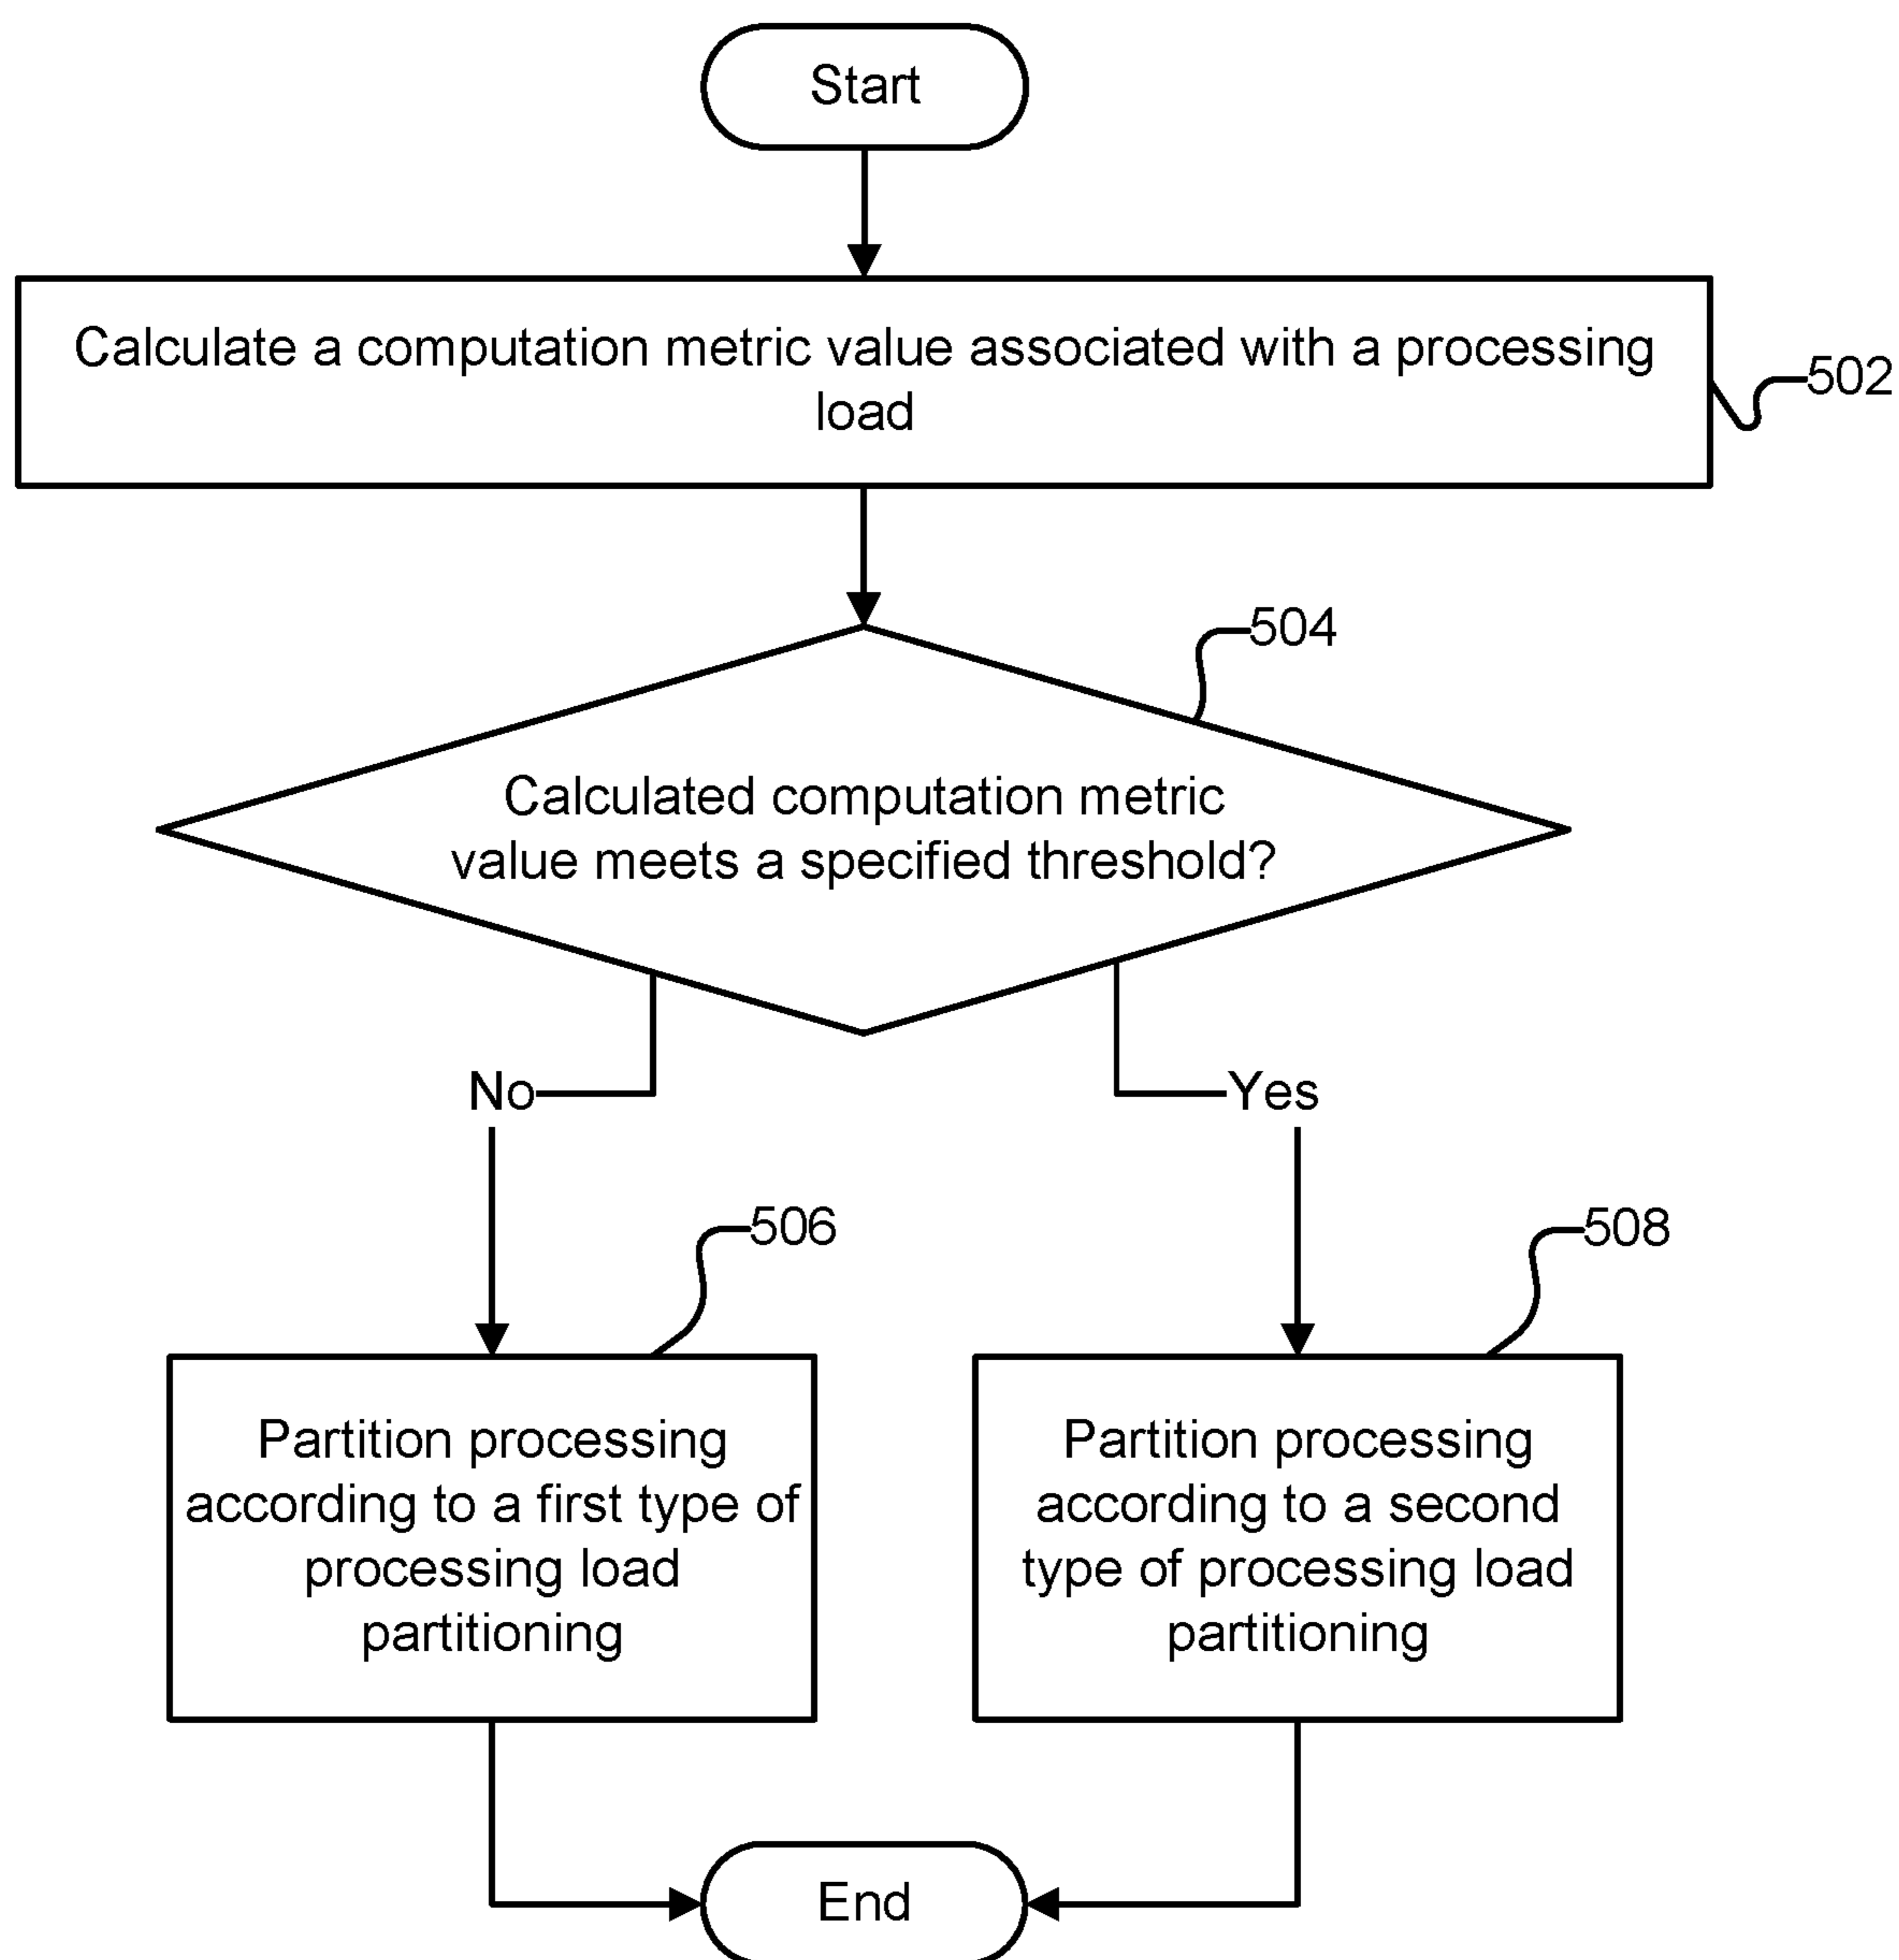 Start
Calculate a computation metric value associated with a processing
load
502
504
Calculated computation metric
value meets a specified threshold?
No
Yes
506
508
Partition processing
according to a first type of
processing load
partitioning
Partition processing
according to a second
type of processing load
partitioning
End